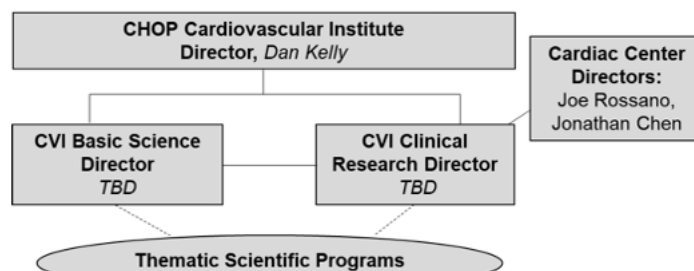 CHOP Cardiovascular Institute
Director, Dan Kelly
Cardiac Center
Directors:
Joe Rossano,
Jonathan Chen
CVI Basic Science
Director
TBD
CVI Clinical
Research Director
TBD
Thematic Scientific Programs